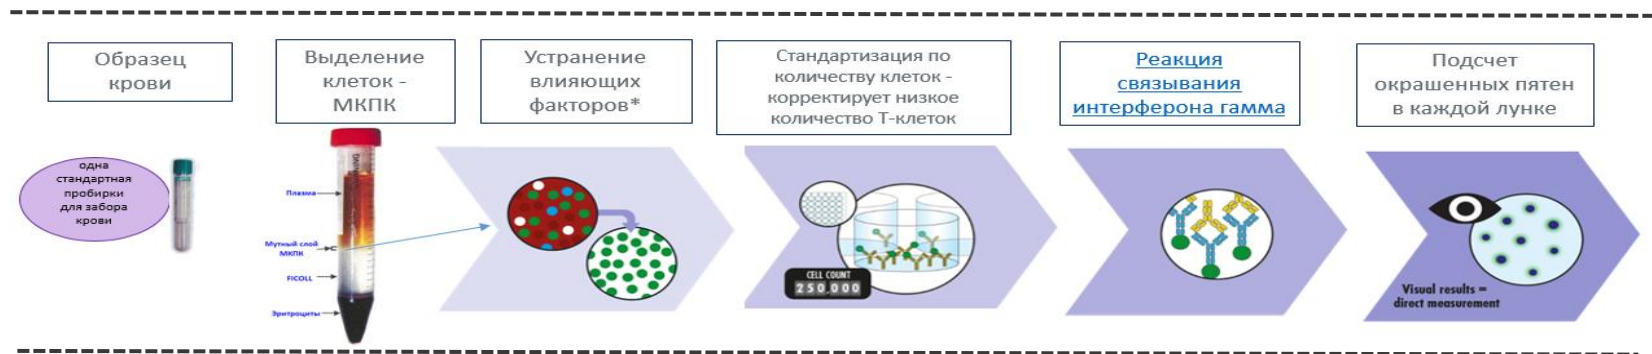 Образец
крови
Выделение
клеток -
МКПК
Устранение
влияющих
факторов*
Стандартизация по
количеству клеток -
корректирует низкое
количество Т-клеток
Реакция
связывания
интерферона гамма
Подсчет
окрашенных пятен
в каждой лунке
одна
стандартная
пробирки
для забора
крови
Плазма
Мутный слой
МКПК
FICOLL
Эритроциты
CELL COUNT
250,000
Visual results =
direct measurement